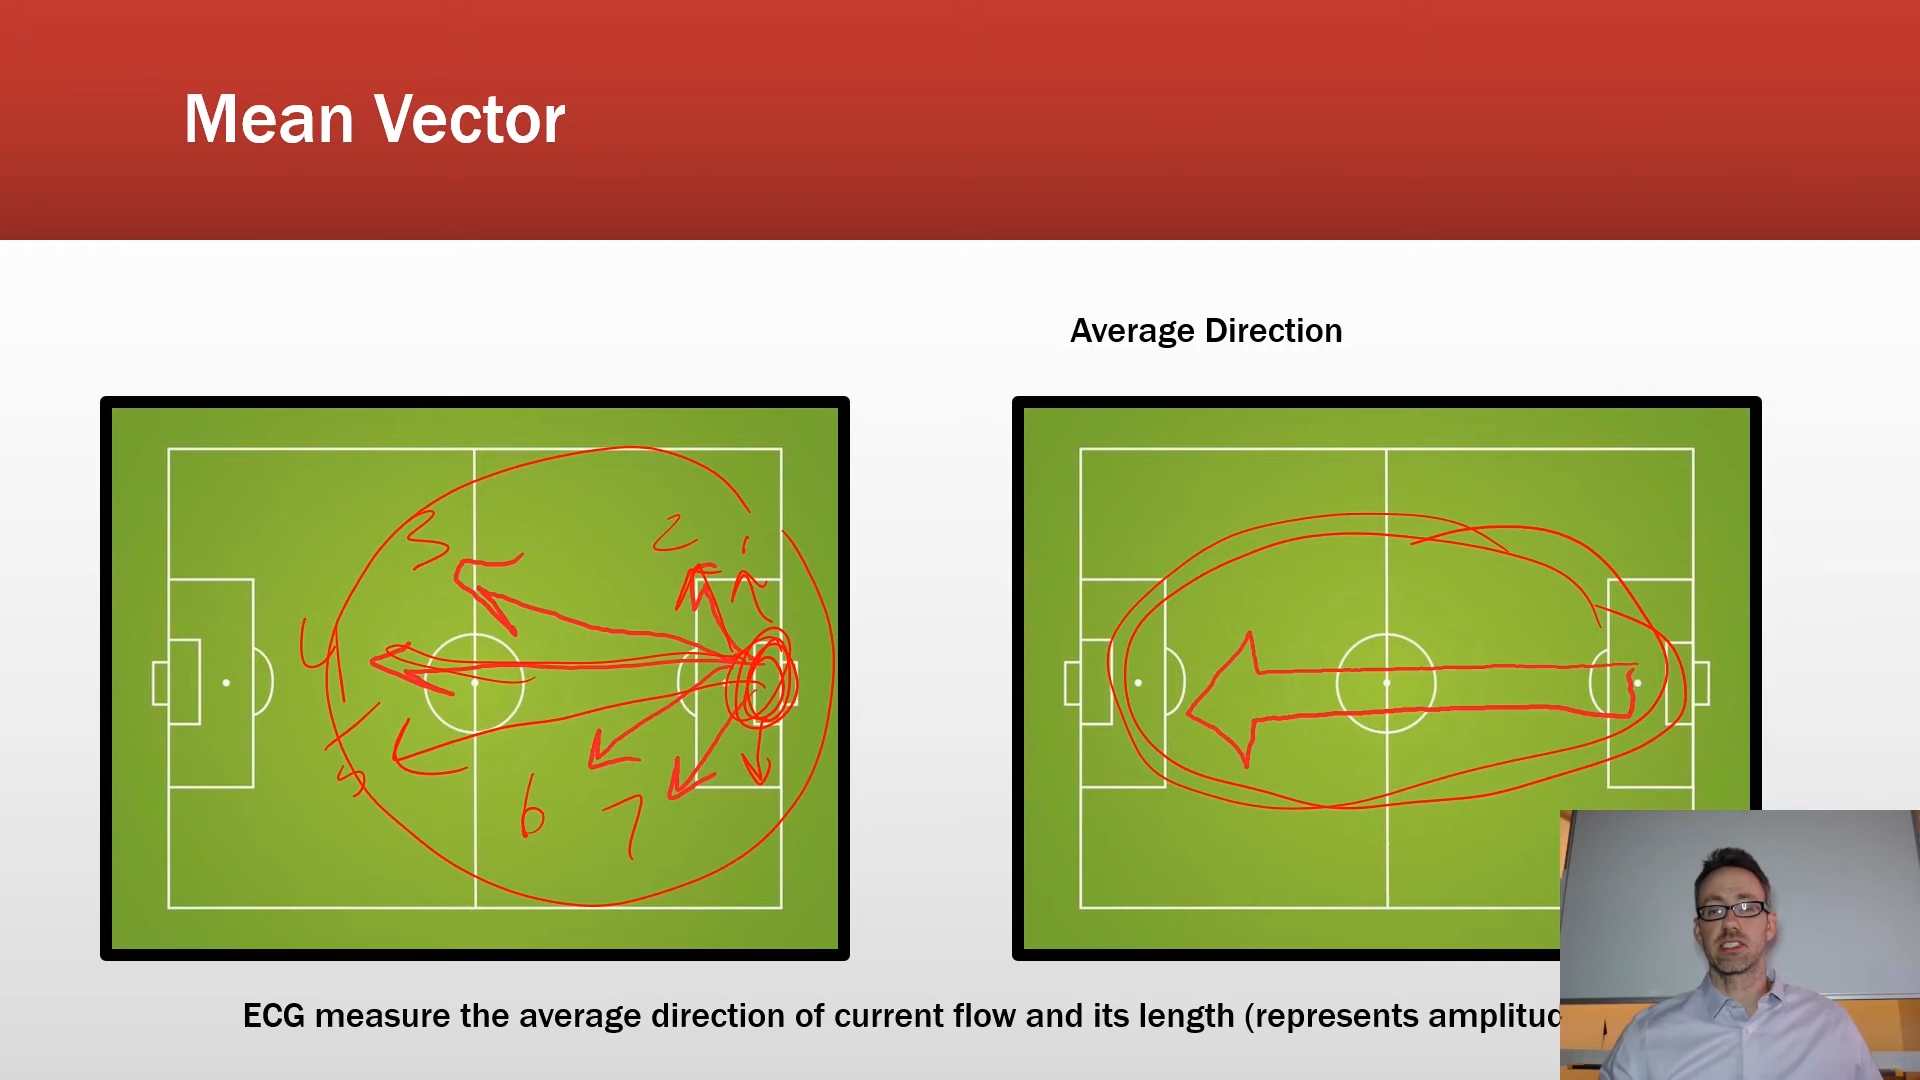 Mean Vector
Average Direction
3
2
1
4
5
6
7
ECG measure the average direction of current flow and its length (represents